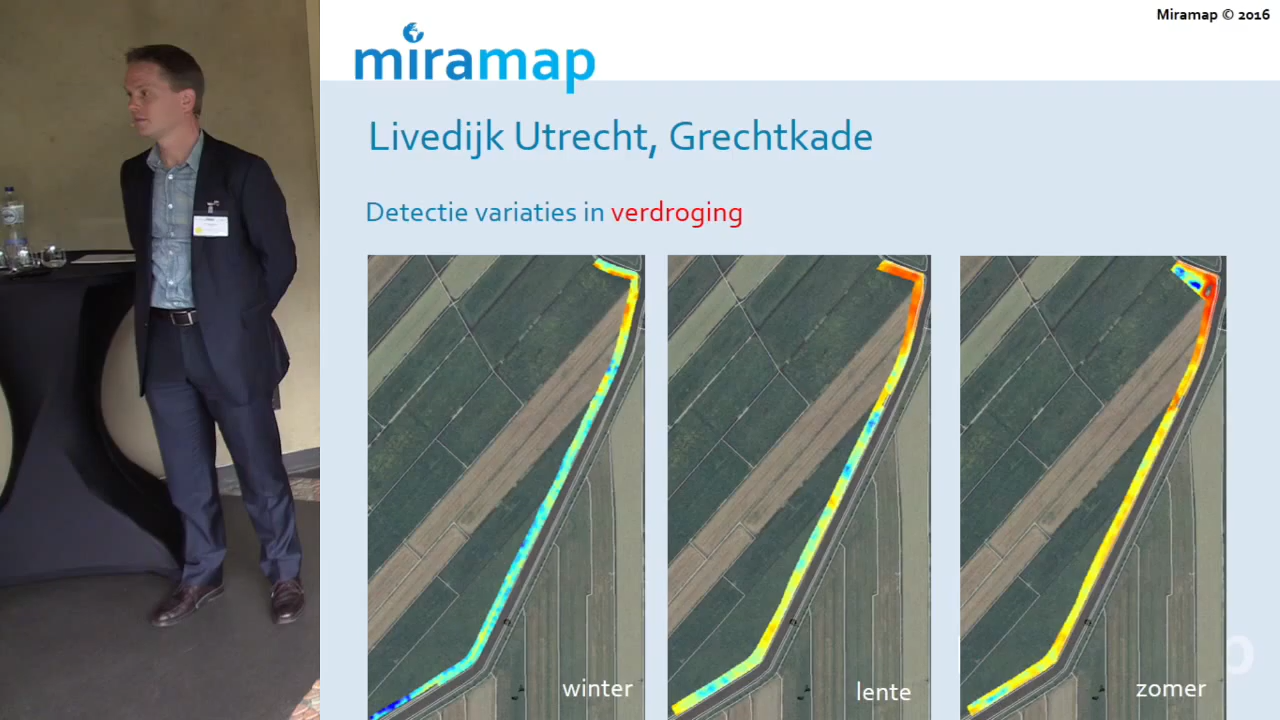 Miramap © 2016
miramap
Livedijk Utrecht, Grechtkade
Detectie variaties in verdroging
winter
lente
zomer